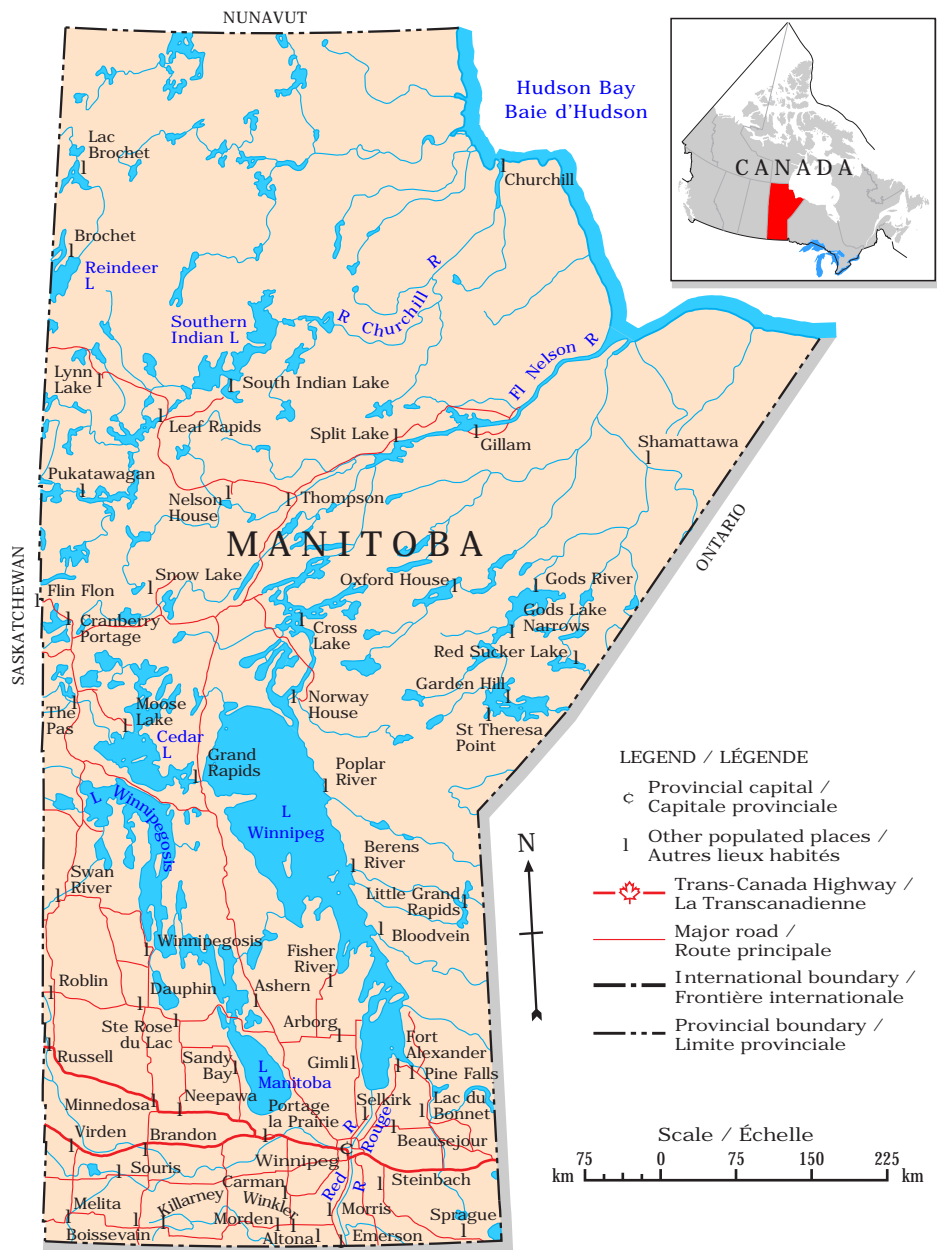 NUNAVUT
Hudson Bay
Baie d'Hudson
CANADA
Lac
Brochet
Churchill
Brochet
Reindeer
L
R Churchill R
Southern
Indian L
Fl Nelson R
Lynn
Lake
South Indian Lake
Leaf Rapids
Split Lake
Gillam
Shamattawa
Pukatawagan
Nelson
House
Thompson
MANITOBA
ONTARIO
SASKATCHEWAN
Snow Lake
Oxford House
Gods River
Flin Flon
Cranberry
Portage
Cross
Lake
Gods Lake
Narrows
Red Sucker Lake
Garden Hill
The
Pas
Moose
Lake
Norway
House
St Theresa
Point
Cedar
L
Grand
Rapids
Poplar
River
L Winnipegosis
L
Winnipeg
Berens
River
Swan
River
Little Grand
Rapids
Bloodvein
Winnipegosis
Fisher
River
Roblin
Dauphin
Ashern
Ste Rose
du Lac
Arborg
Fort
Alexander
Russell
Sandy
Bay
L
Manitoba
Gimli
Pine Falls
Minnedosa
Neepawa
Portage
la Prairie
Selkirk
Lac du
Bonnet
Virden
Brandon
R Rouge
Beausejour
Winnipeg
Souris
Carman
Red R
Steinbach
Melita
Killarney
Winkler
Morris
Boissevain
Morden
Altona
Emerson
Sprague
LEGEND / LÉGENDE
Provincial capital /
Capitale provinciale
Other populated places /
Autres lieux habités
Trans-Canada Highway /
La Transcanadienne
Major road /
Route principale
International boundary /
Frontière internationale
Provincial boundary /
Limite provinciale
N
Scale / Échelle
75 0 75 150 225
km km